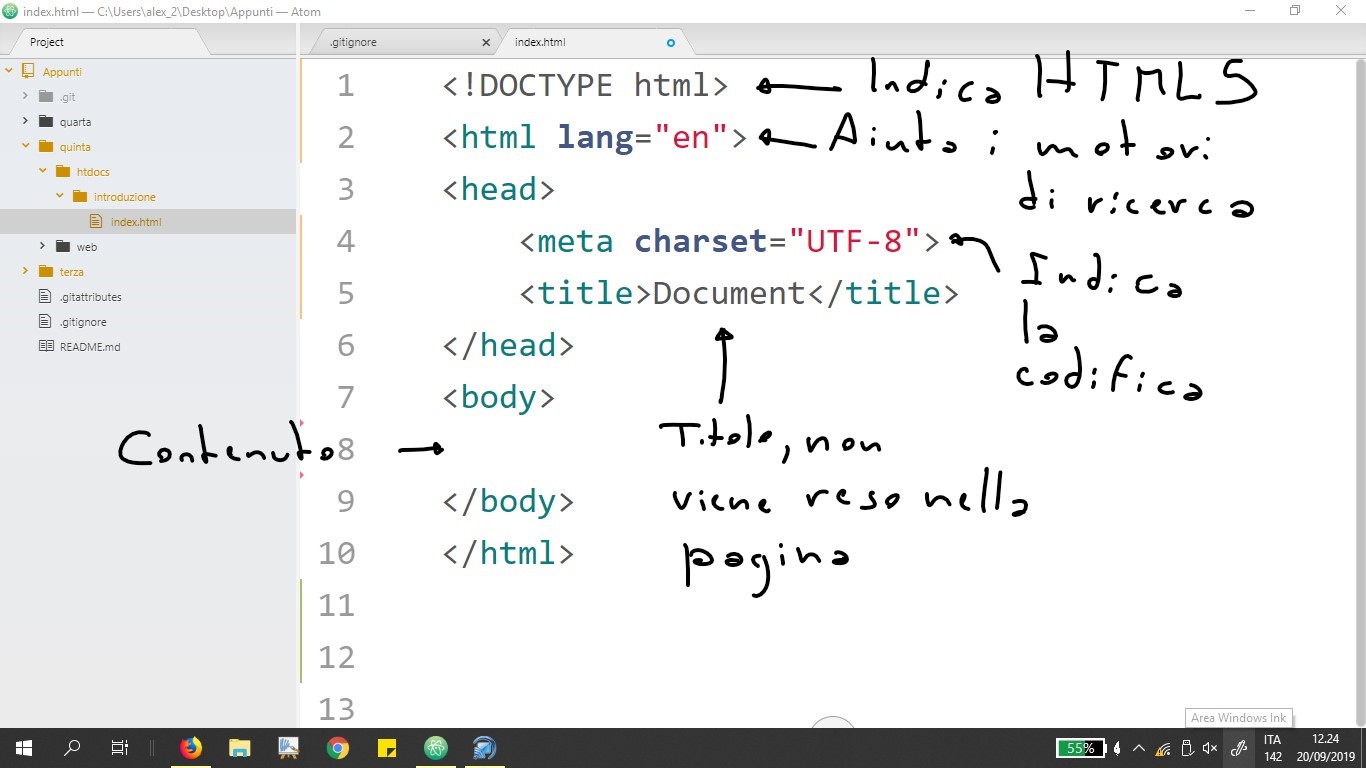 index.html — C:\Users\alex_2\Desktop\Appunti — Atom
Project
.gitignore
index.html
Appunti
.git
quarta
quinta
htdocs
introduzione
index.html
web
terza
.gitattributes
.gitignore
README.md
1 <!DOCTYPE html> Indica HTML5
2 <html lang="en"> Aiuta i motori
di ricerca
3 <head>
4 <meta charset="UTF-8"> Indica
la
codifica
5 <title>Document</title>
6 </head>
7 <body>
Titolo, non
viene reso nella
pagina
Contenuto 8
9 </body>
10 </html>
11
12
13
Area Windows Ink
55%
ITA
142
12.24
20/09/2019